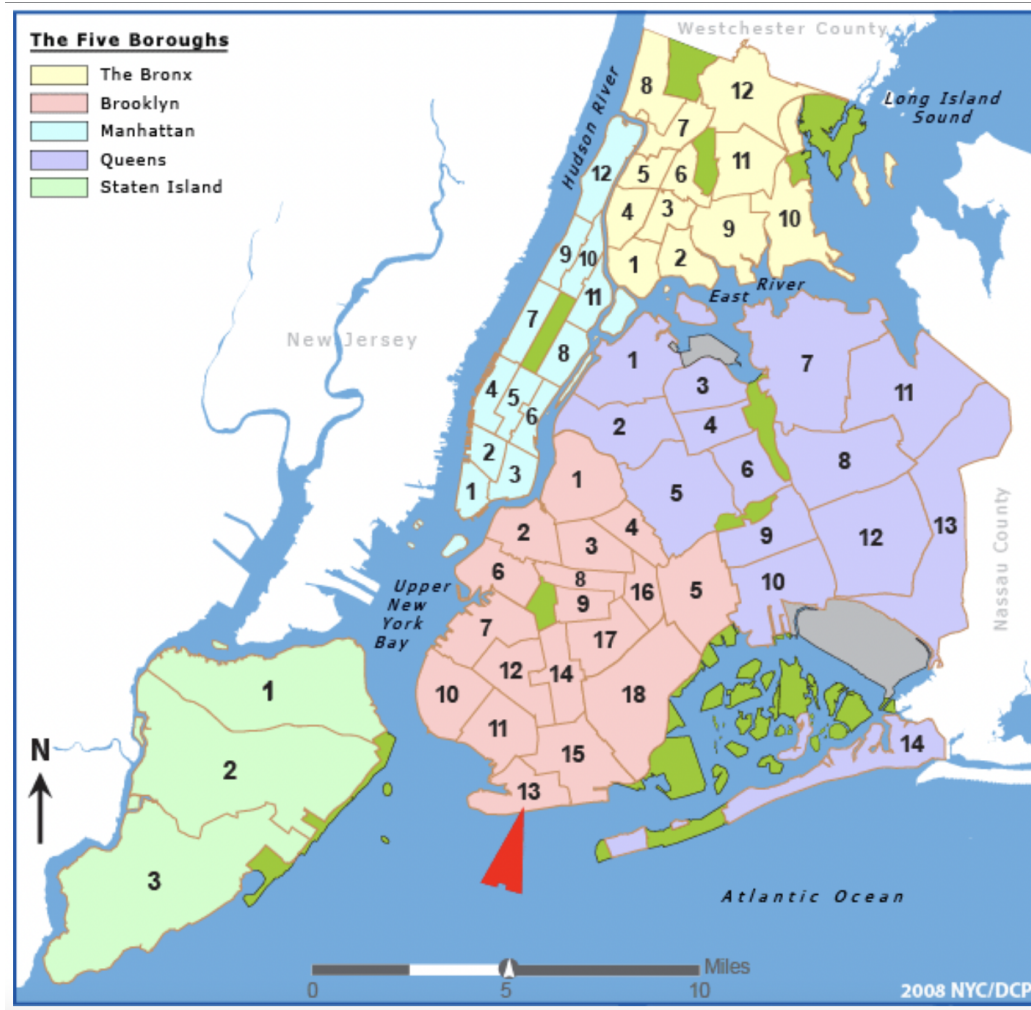 The Five Boroughs
The Bronx
Brooklyn
Manhattan
Queens
Staten Island
Westchester County
Hudson River
Long Island
Sound
8
12
7
11
12
5
6
4
3
10
9
1
2
East River
9
10
11
7
8
4
5
6
2
3
1
New Jersey
1
7
3
11
2
4
8
6
5
9
12
13
10
14
Nassau County
1
2
4
3
6
8
16
5
9
7
17
12
14
10
18
11
15
13
Upper
New
York
Bay
1
2
3
N
Atlantic Ocean
Miles
0
5
10
2008 NYC/DCP